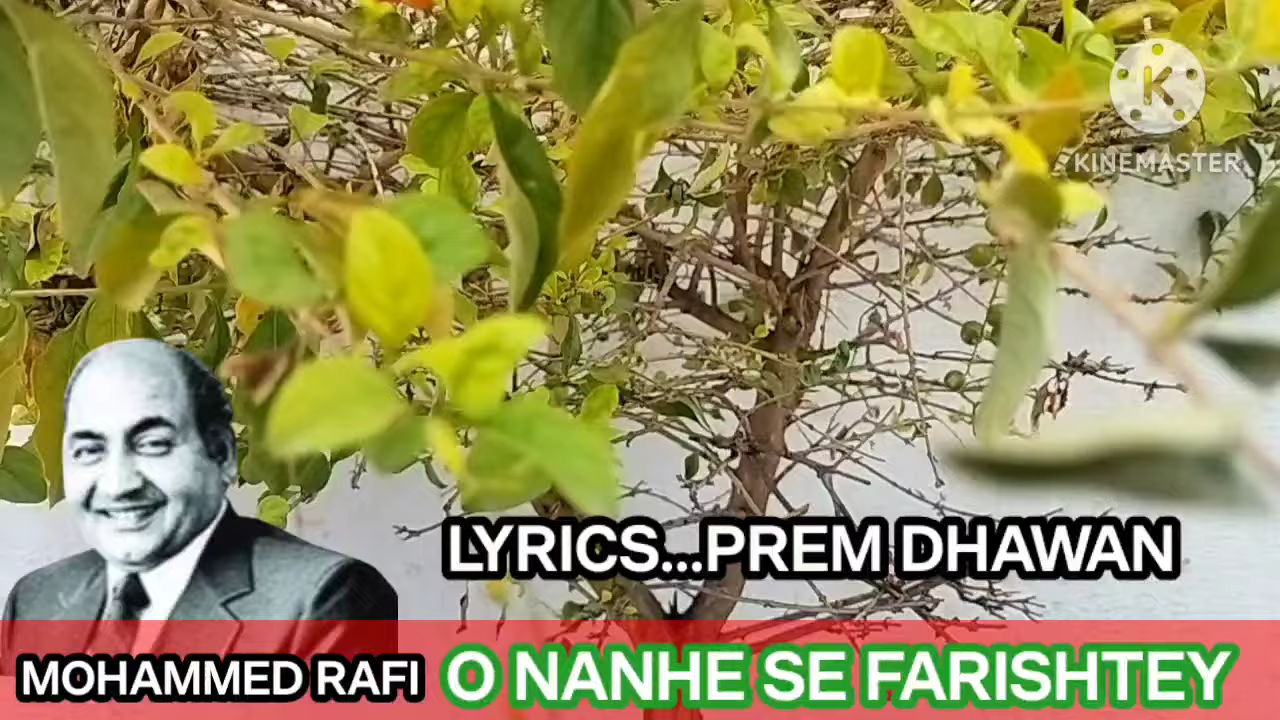 K
KINEMASTER
LYRICS...PREM DHAWAN
MOHAMMED RAFI
O NANHE SE FARISHTEY